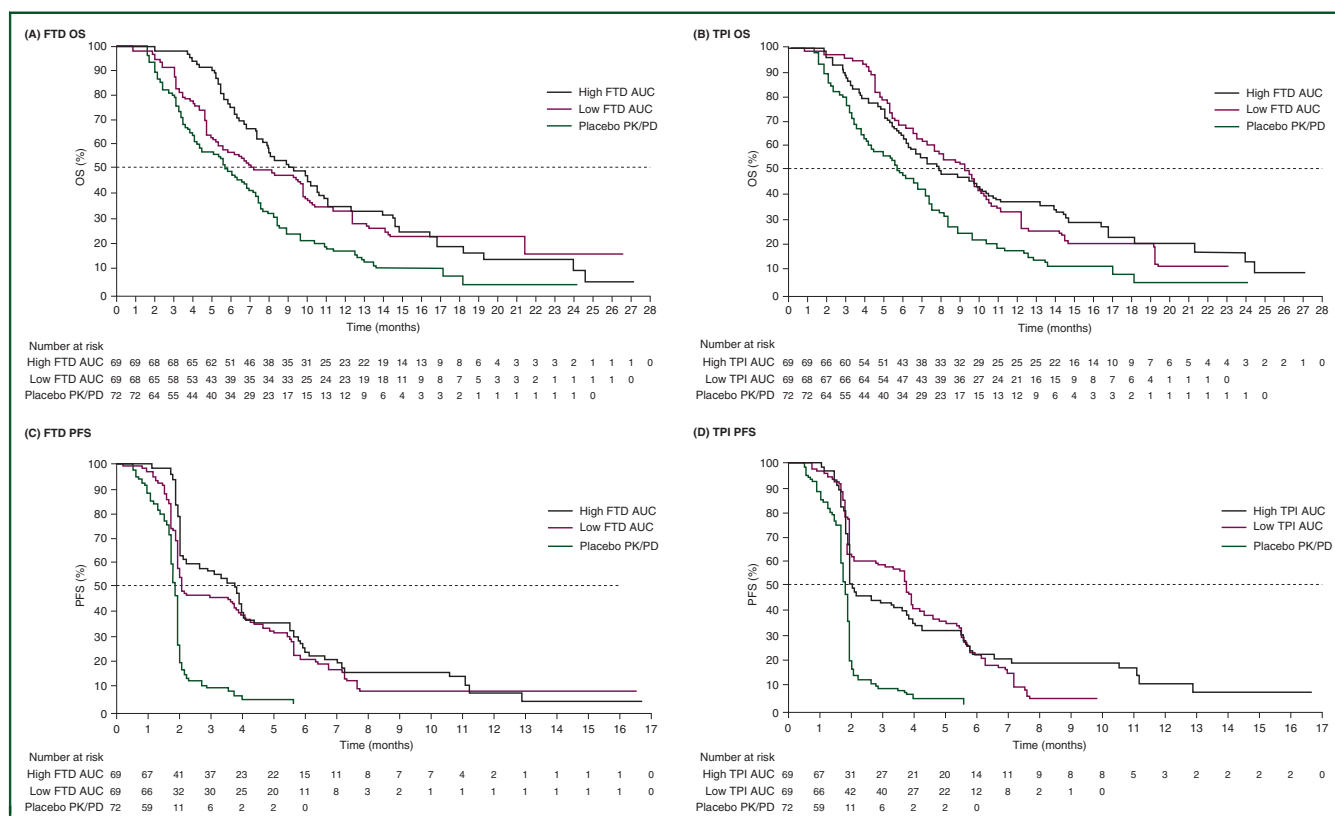 (A) FTD OS
100
90
80
70
60
50
40
30
20
10
0
OS (%)
High FTD AUC
Low FTD AUC
Placebo PK/PD
0 1 2 3 4 5 6 7 8 9 10 11 12 13 14 15 16 17 18 19 20 21 22 23 24 25 26 27 28
Time (months)
Number at risk
High FTD AUC 69 69 68 68 65 62 51 46 38 35 31 25 23 22 19 14 13 9 8 6 4 3 3 3 2 1 1 1 0
Low FTD AUC 69 68 65 58 53 43 39 35 34 33 25 24 23 19 18 11 9 8 7 5 3 3 2 1 1 1 1 0
Placebo PK/PD 72 72 64 55 44 40 34 29 23 17 15 13 12 9 6 4 3 3 2 1 1 1 1 1 0
(B) TPI OS
100
90
80
70
60
50
40
30
20
10
0
OS (%)
High FTD AUC
Low FTD AUC
Placebo PK/PD
0 1 2 3 4 5 6 7 8 9 10 11 12 13 14 15 16 17 18 19 20 21 22 23 24 25 26 27 28
Time (months)
Number at risk
High TPI AUC 69 69 66 60 54 51 43 38 33 32 29 25 25 25 22 16 14 10 9 7 6 5 4 4 3 2 2 1 0
Low TPI AUC 69 68 67 66 64 54 47 43 39 36 27 24 21 16 15 9 8 7 6 4 1 1 1 0
Placebo PK/PD 72 72 64 55 44 40 34 29 23 17 15 13 12 9 6 4 3 3 2 1 1 1 1 1 0
(C) FTD PFS
100
90
80
70
60
50
40
30
20
10
0
PFS (%)
High FTD AUC
Low FTD AUC
Placebo PK/PD
0 1 2 3 4 5 6 7 8 9 10 11 12 13 14 15 16 17
Time (months)
Number at risk
High FTD AUC 69 67 41 37 23 22 15 11 8 7 7 4 2 1 1 1 1 0
Low FTD AUC 69 66 32 30 25 20 11 8 3 2 1 1 1 1 1 1 1 0
Placebo PK/PD 72 59 11 6 2 2 0
(D) TPI PFS
100
90
80
70
60
50
40
30
20
10
0
PFS (%)
High TPI AUC
Low TPI AUC
Placebo PK/PD
0 1 2 3 4 5 6 7 8 9 10 11 12 13 14 15 16 17
Time (months)
Number at risk
High TPI AUC 69 67 31 27 21 20 14 11 9 8 8 5 3 2 2 2 2 0
Low TPI AUC 69 66 42 40 27 22 12 8 2 1 0
Placebo PK/PD 72 59 11 6 2 2 0